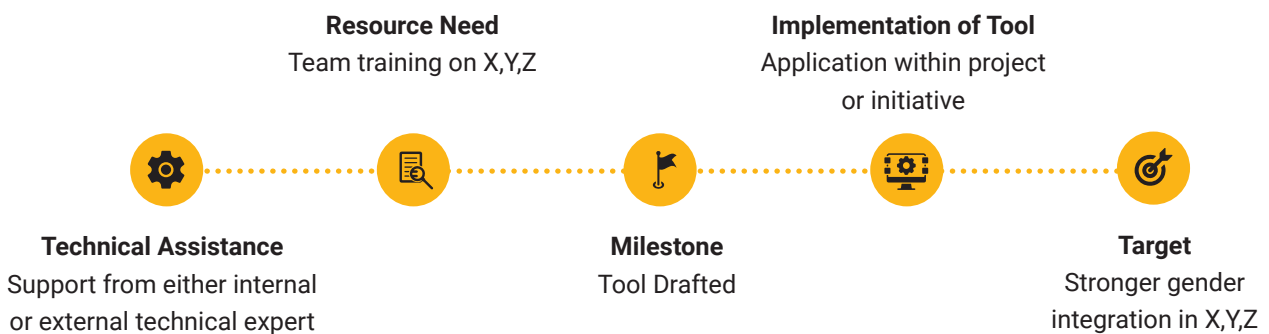 Resource Need
Team training on X,Y,Z
Implementation of Tool
Application within project
or initiative
Technical Assistance
Support from either internal
or external technical expert
Milestone
Tool Drafted
Target
Stronger gender
integration in X,Y,Z